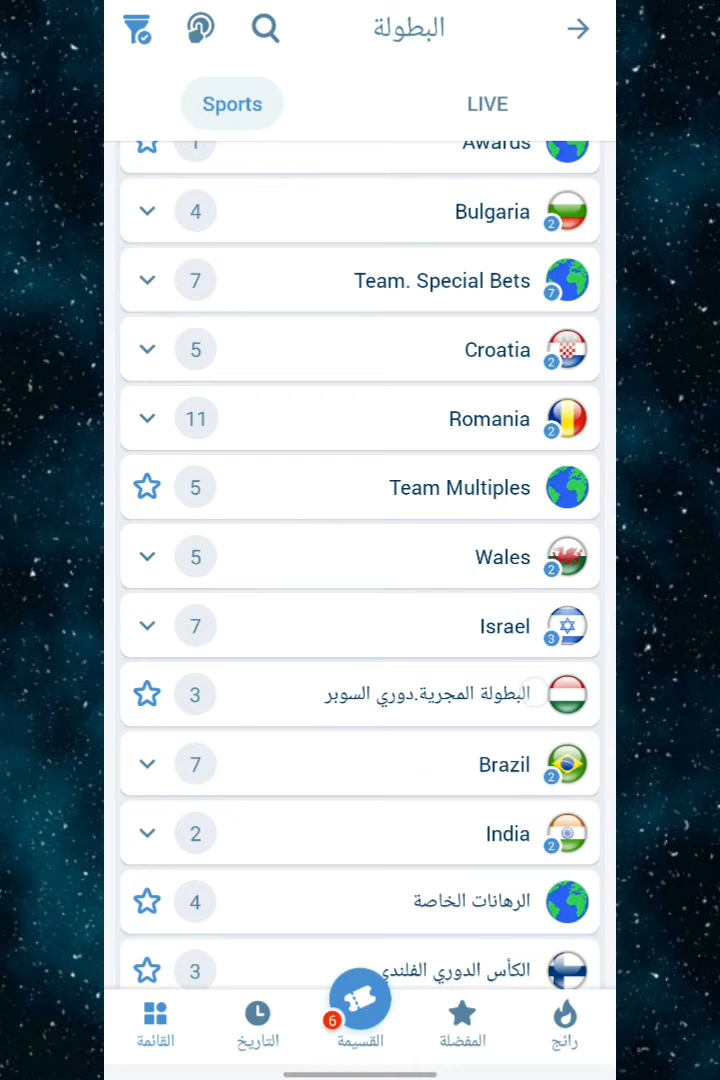 البطولة
Sports
LIVE
Awards
1
Bulgaria
4
2
Team. Special Bets
7
7
Croatia
5
2
Romania
11
2
Team Multiples
5
Wales
5
2
Israel
7
3
البطولة المجرية.دوري السوبر
3
Brazil
7
2
India
2
2
الرهانات الخاصة
4
الكأس الدوري الفلندي
3
رائج
المفضلة
القسيمة
6
التاريخ
القائمة